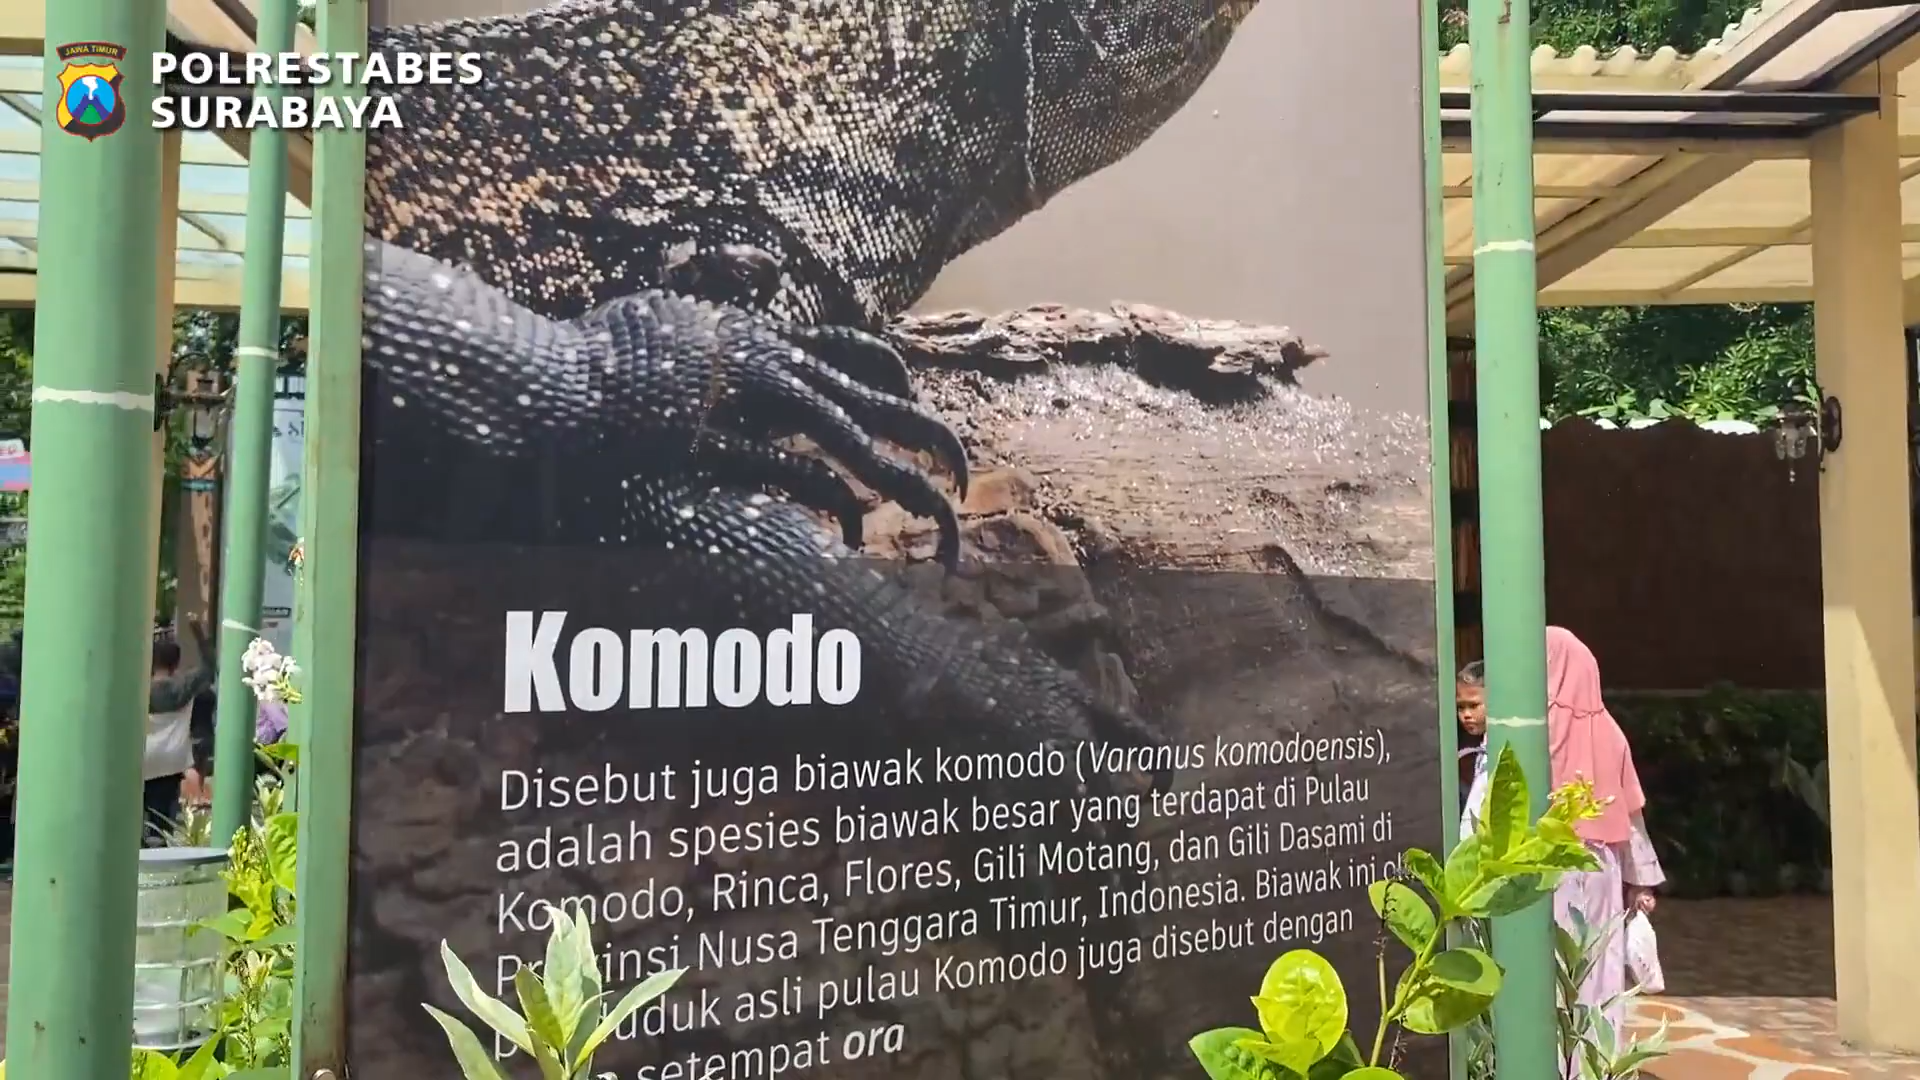 JAWA TIMUR
POLRESTABES
SURABAYA
Komodo
Disebut juga biawak komodo (Varanus komodoensis),
adalah spesies biawak besar yang terdapat di Pulau
Komodo, Rinca, Flores, Gili Motang, dan Gili Dasami di
Nusa Tenggara Timur, Indonesia. Biawak ini
asli pulau Komodo juga disebut dengan
setempat ora